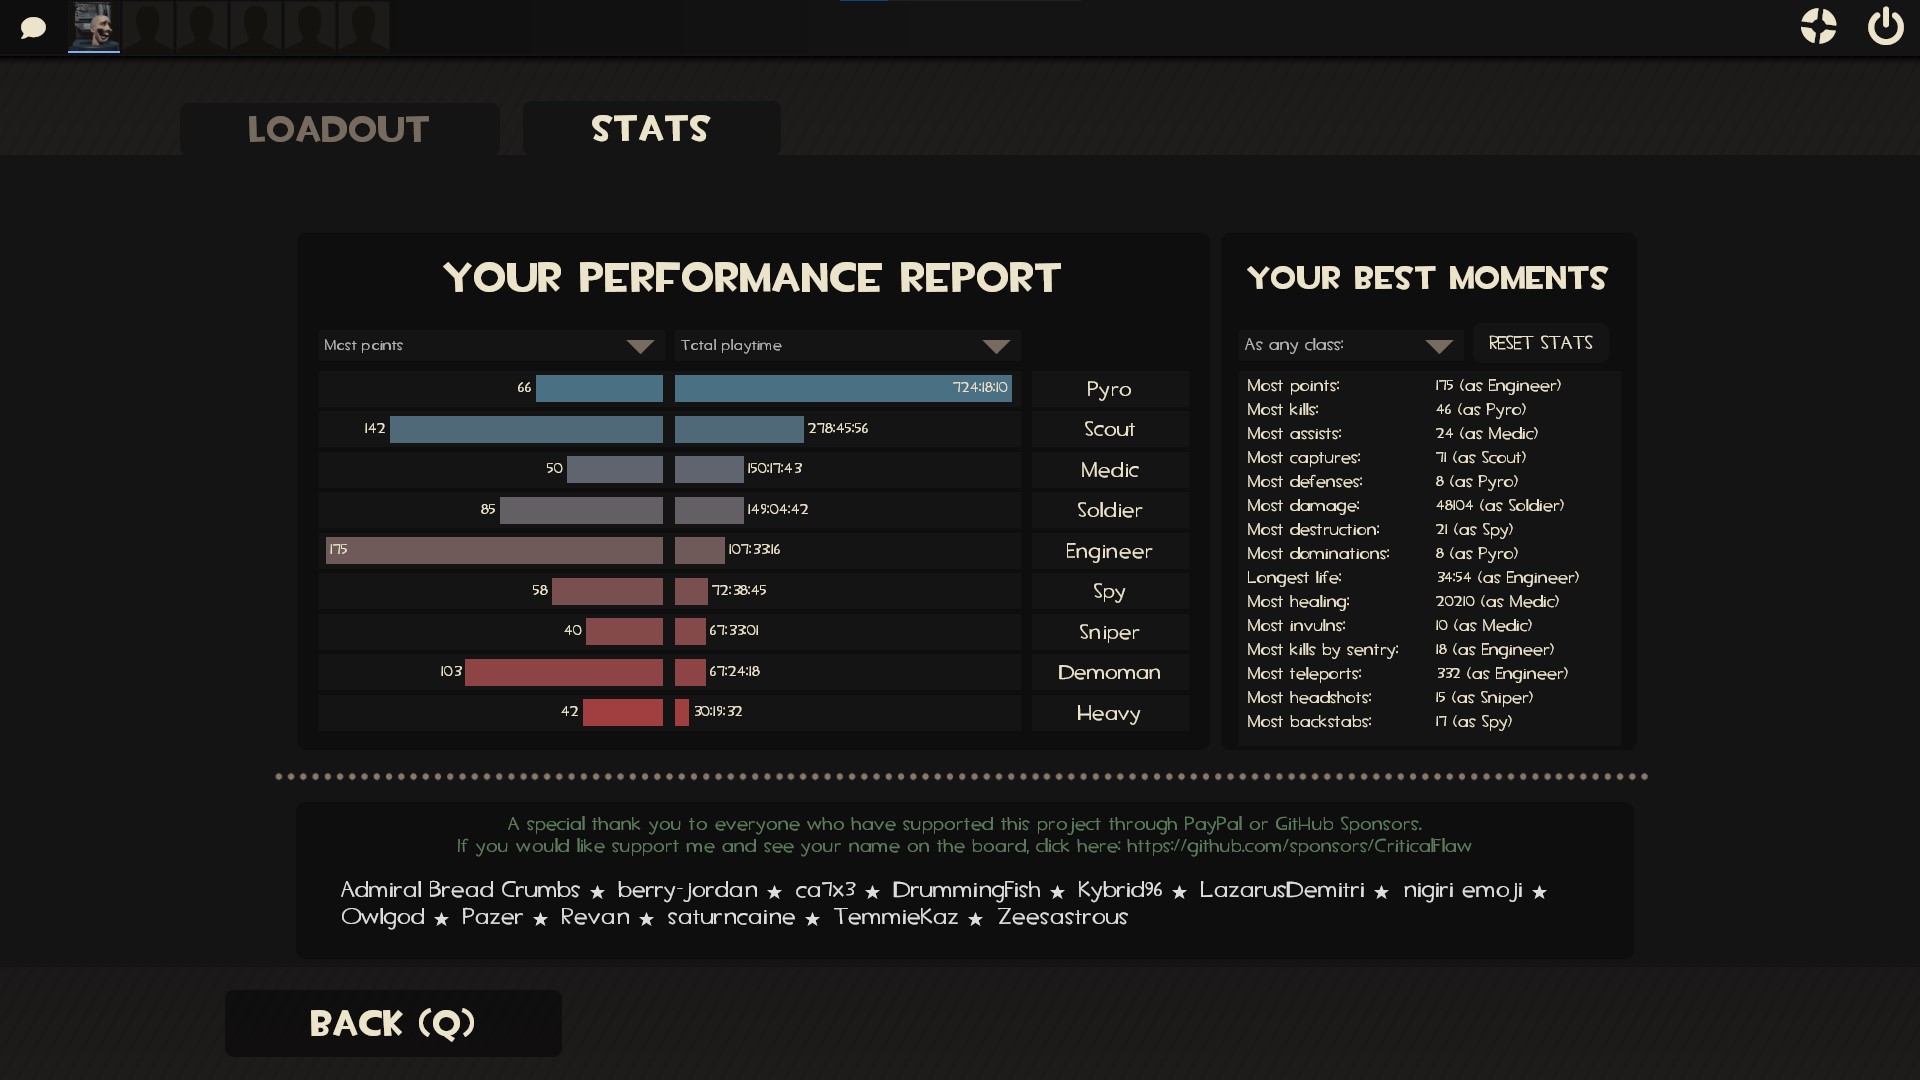 LOADOUT STATS
YOUR PERFORMANCE REPORT
Most points Total playtime
66 724:18:10 Pyro
142 278:45:56 Scout
50 150:17:43 Medic
85 149:04:42 Soldier
175 107:33:16 Engineer
58 72:38:45 Spy
40 67:33:01 Sniper
103 67:24:18 Demoman
42 30:19:32 Heavy
YOUR BEST MOMENTS
As any class: RESET STATS
Most points: 175 (as Engineer)
Most kills: 46 (as Pyro)
Most assists: 24 (as Medic)
Most captures: 71 (as Scout)
Most defenses: 8 (as Pyro)
Most damage: 48104 (as Soldier)
Most destruction: 21 (as Spy)
Most dominations: 8 (as Pyro)
Longest life: 34:54 (as Engineer)
Most healing: 20210 (as Medic)
Most invulns: 10 (as Medic)
Most kills by sentry: 18 (as Engineer)
Most teleports: 332 (as Engineer)
Most headshots: 15 (as Sniper)
Most backstabs: 17 (as Spy)
A special thank you to everyone who have supported this project through PayPal or GitHub Sponsors.
If you would like support me and see your name on the board, click here: https://github.com/sponsors/CriticalFlaw
Admiral Bread Crumbs ★ berry-jordan ★ ca7x3 ★ DrummingFish ★ Kybrid96 ★ LazarusDemitri ★ nigiri emoji ★
Owlgod ★ Pazer ★ Revan ★ saturncaine ★ TemmieKaz ★ Zeesastrous
BACK (Q)